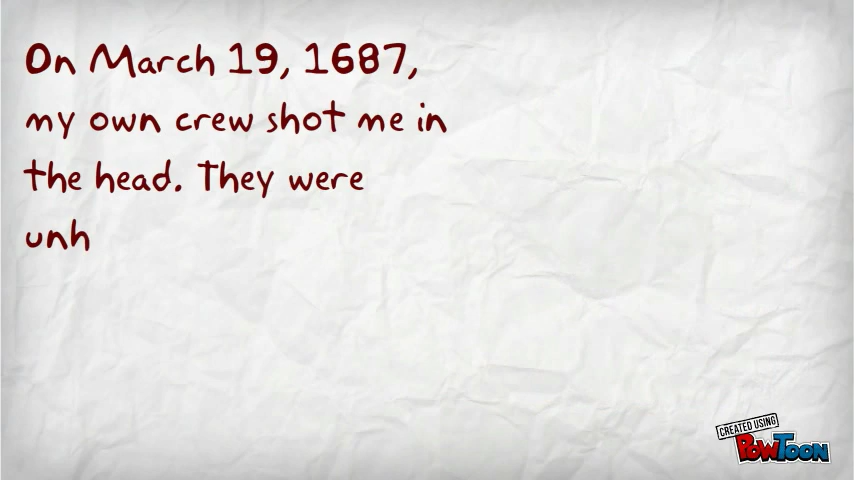 On March 19, 1687,
my own crew shot me in
the head. They were
unh
CREATED USING
POWTOON